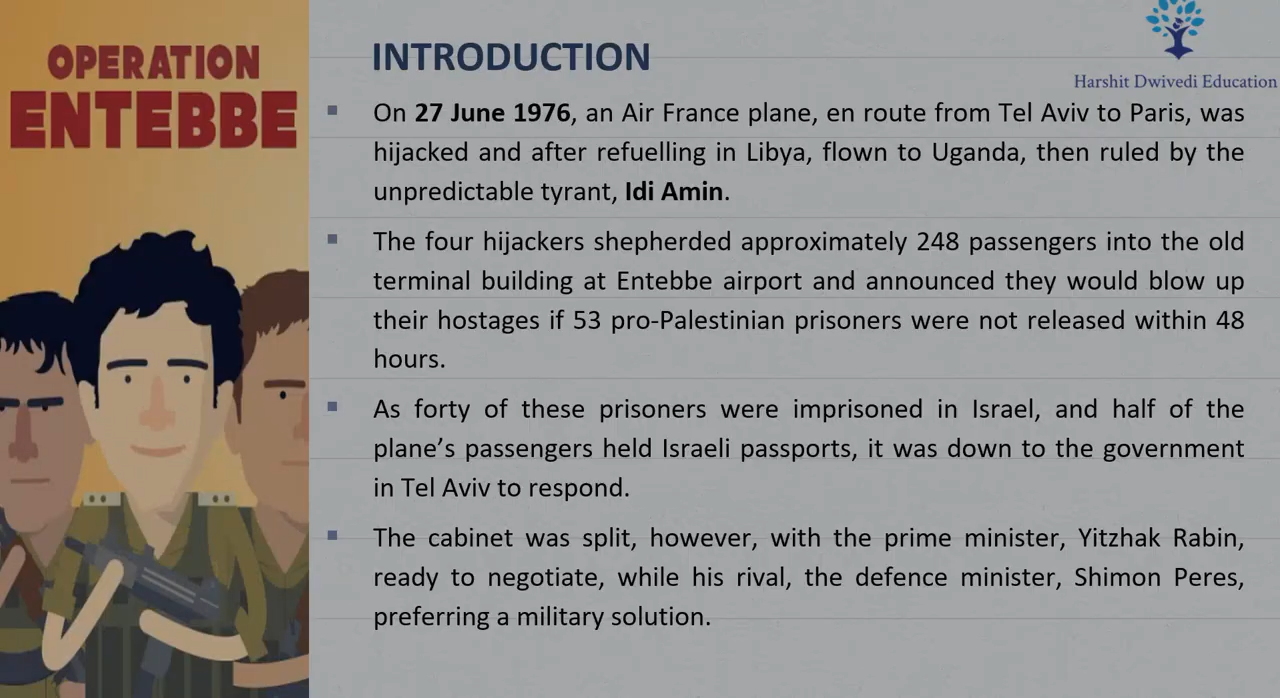 OPERATION
ENTEBBE
INTRODUCTION
Harshit Dwivedi Education
▪ On 27 June 1976, an Air France plane, en route from Tel Aviv to Paris, was
hijacked and after refuelling in Libya, flown to Uganda, then ruled by the
unpredictable tyrant, Idi Amin.
▪ The four hijackers shepherded approximately 248 passengers into the old
terminal building at Entebbe airport and announced they would blow up
their hostages if 53 pro-Palestinian prisoners were not released within 48
hours.
▪ As forty of these prisoners were imprisoned in Israel, and half of the
plane’s passengers held Israeli passports, it was down to the government
in Tel Aviv to respond.
▪ The cabinet was split, however, with the prime minister, Yitzhak Rabin,
ready to negotiate, while his rival, the defence minister, Shimon Peres,
preferring a military solution.